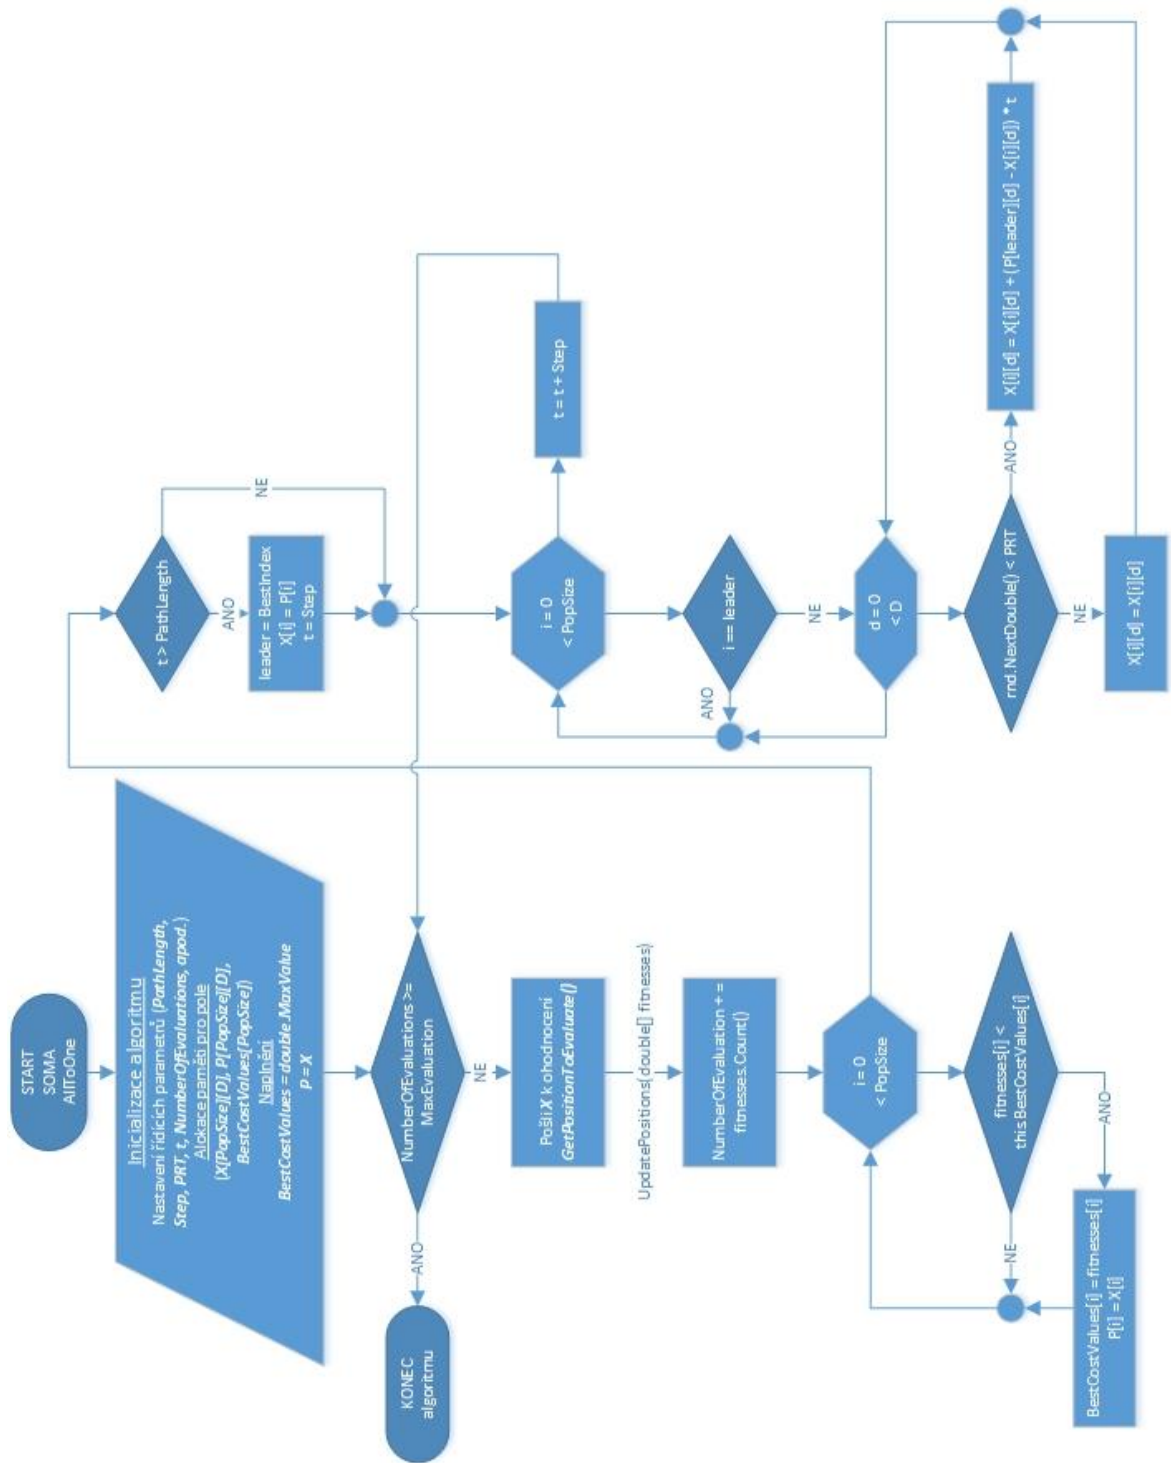 START
SOMA
AllToOne
Inicializace algoritmu
Nastavení řídících parametrů (PathLength,
Step, PRT, t, NumberOfEvaluations, apod.)
Alokace paměti pro pole
(X[PopSize][D], P[PopSize][D],
BestCostValues[PopSize])
Naplnění
BestCostValues = double.MaxValue
P = X
NumberOfEvaluations >=
MaxEvaluation
ANO
KONEC
algoritmu
NE
Pošli X k ohodnocení
GetPositionToEvaluate()
UpdatePositions(double[] fitnesses)
NumberOfEvaluation + =
fitnesses.Count()
i = 0
< PopSize
fitnesses[i] <
this.BestCostValues[i]
NE
ANO
BestCostValues[i] = fitnesses[i]
P[i] = X[i]
t > PathLength
NE
ANO
leader = BestIndex
X[i] = P[i]
t = Step
i = 0
< PopSize
t = t + Step
i == leader
ANO
NE
d = 0
< D
rnd.NextDouble() < PRT
ANO
X[i][d] = X[i][d] + (P[leader][d] - X[i][d]) * t
NE
X[i][d] = X[i][d]